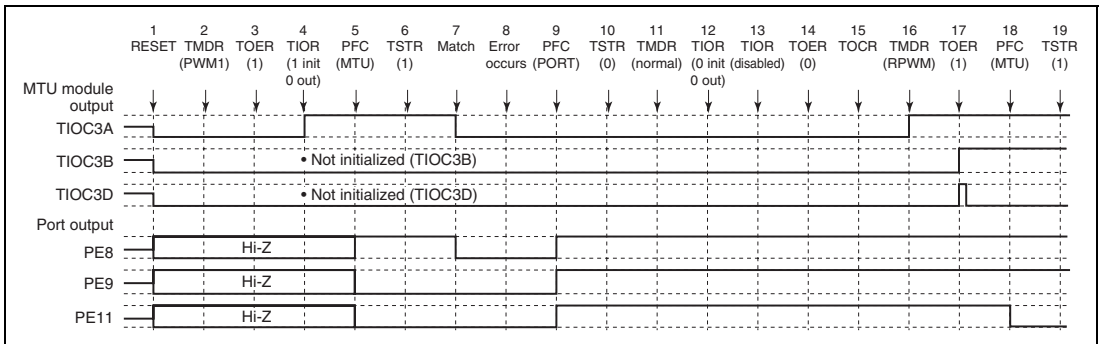 1 2 3 4 5 6 7 8 9 10 11 12 13 14 15 16 17 18 19
RESET TMDR TOER TIOR PFC TSTR Match Error PFC TSTR TMDR TIOR TIOR TOER TOCR TMDR TOER PFC TSTR
(PWM1) (1) (1 init (MTU) (1) occurs (PORT) (0) (normal) (0 init (disabled) (0) (RPWM) (1) (MTU) (1)
0 out) 0 out)
MTU module
output
TIOC3A
TIOC3B • Not initialized (TIOC3B)
TIOC3D • Not initialized (TIOC3D)
Port output
PE8 Hi-Z
PE9 Hi-Z
PE11 Hi-Z